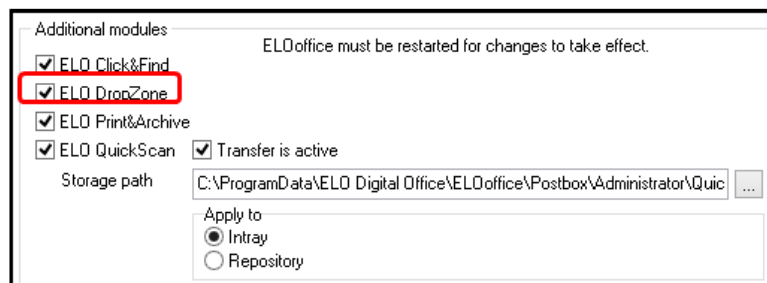 Additional modules
ELOoffice must be restarted for changes to take effect.
ELO Click&Find
ELO DropZone
ELO Print&Archive
ELO QuickScan Transfer is active
Storage path C:\ProgramData\ELO Digital Office\ELOoffice\Postbox\Administrator\Quic ...
Apply to
Intray
Repository